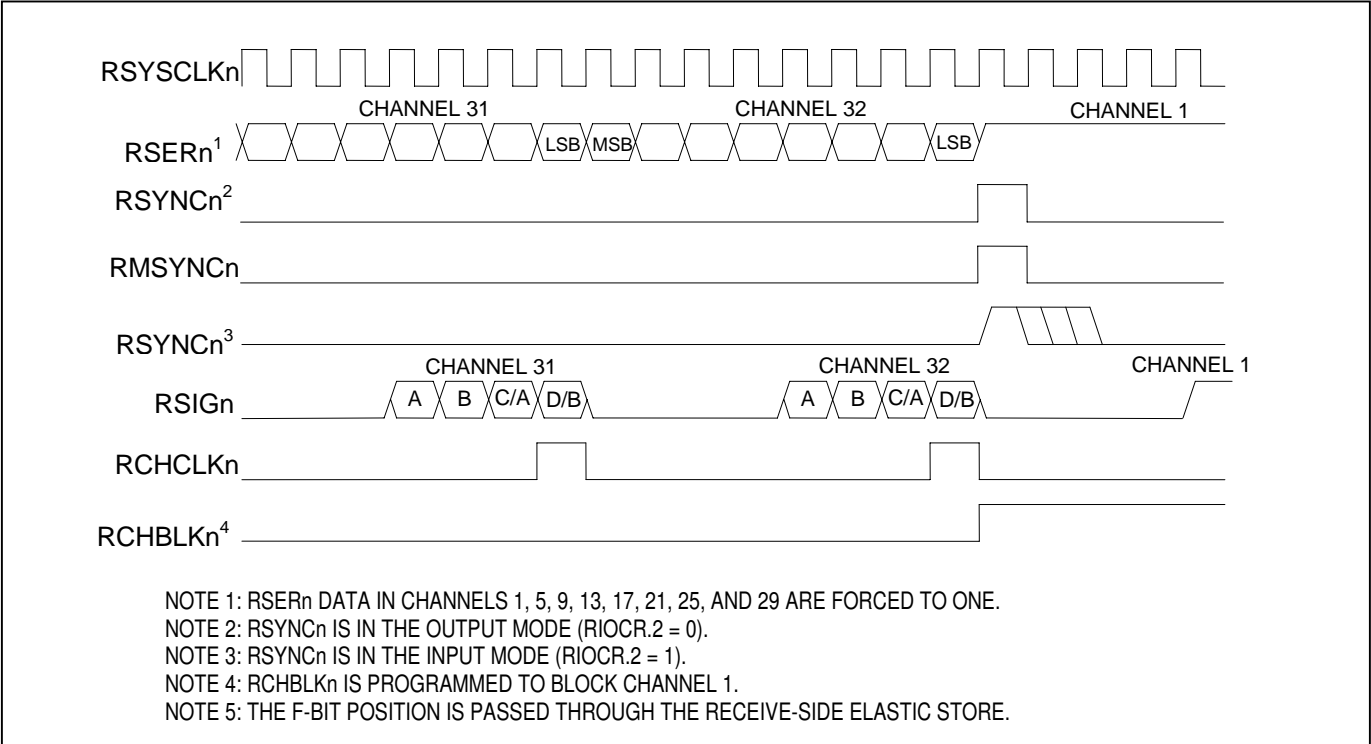 RSYSCLKn
CHANNEL 31 CHANNEL 32 CHANNEL 1
RSERn¹ LSB MSB LSB
RSYNCn²
RMSYNCn
RSYNCn³
CHANNEL 31 CHANNEL 32 CHANNEL 1
RSIGn A B C/A D/B A B C/A D/B
RCHCLKn
RCHBLKn⁴
NOTE 1: RSERn DATA IN CHANNELS 1, 5, 9, 13, 17, 21, 25, AND 29 ARE FORCED TO ONE.
NOTE 2: RSYNCn IS IN THE OUTPUT MODE (RIOCR.2 = 0).
NOTE 3: RSYNCn IS IN THE INPUT MODE (RIOCR.2 = 1).
NOTE 4: RCHBLKn IS PROGRAMMED TO BLOCK CHANNEL 1.
NOTE 5: THE F-BIT POSITION IS PASSED THROUGH THE RECEIVE-SIDE ELASTIC STORE.